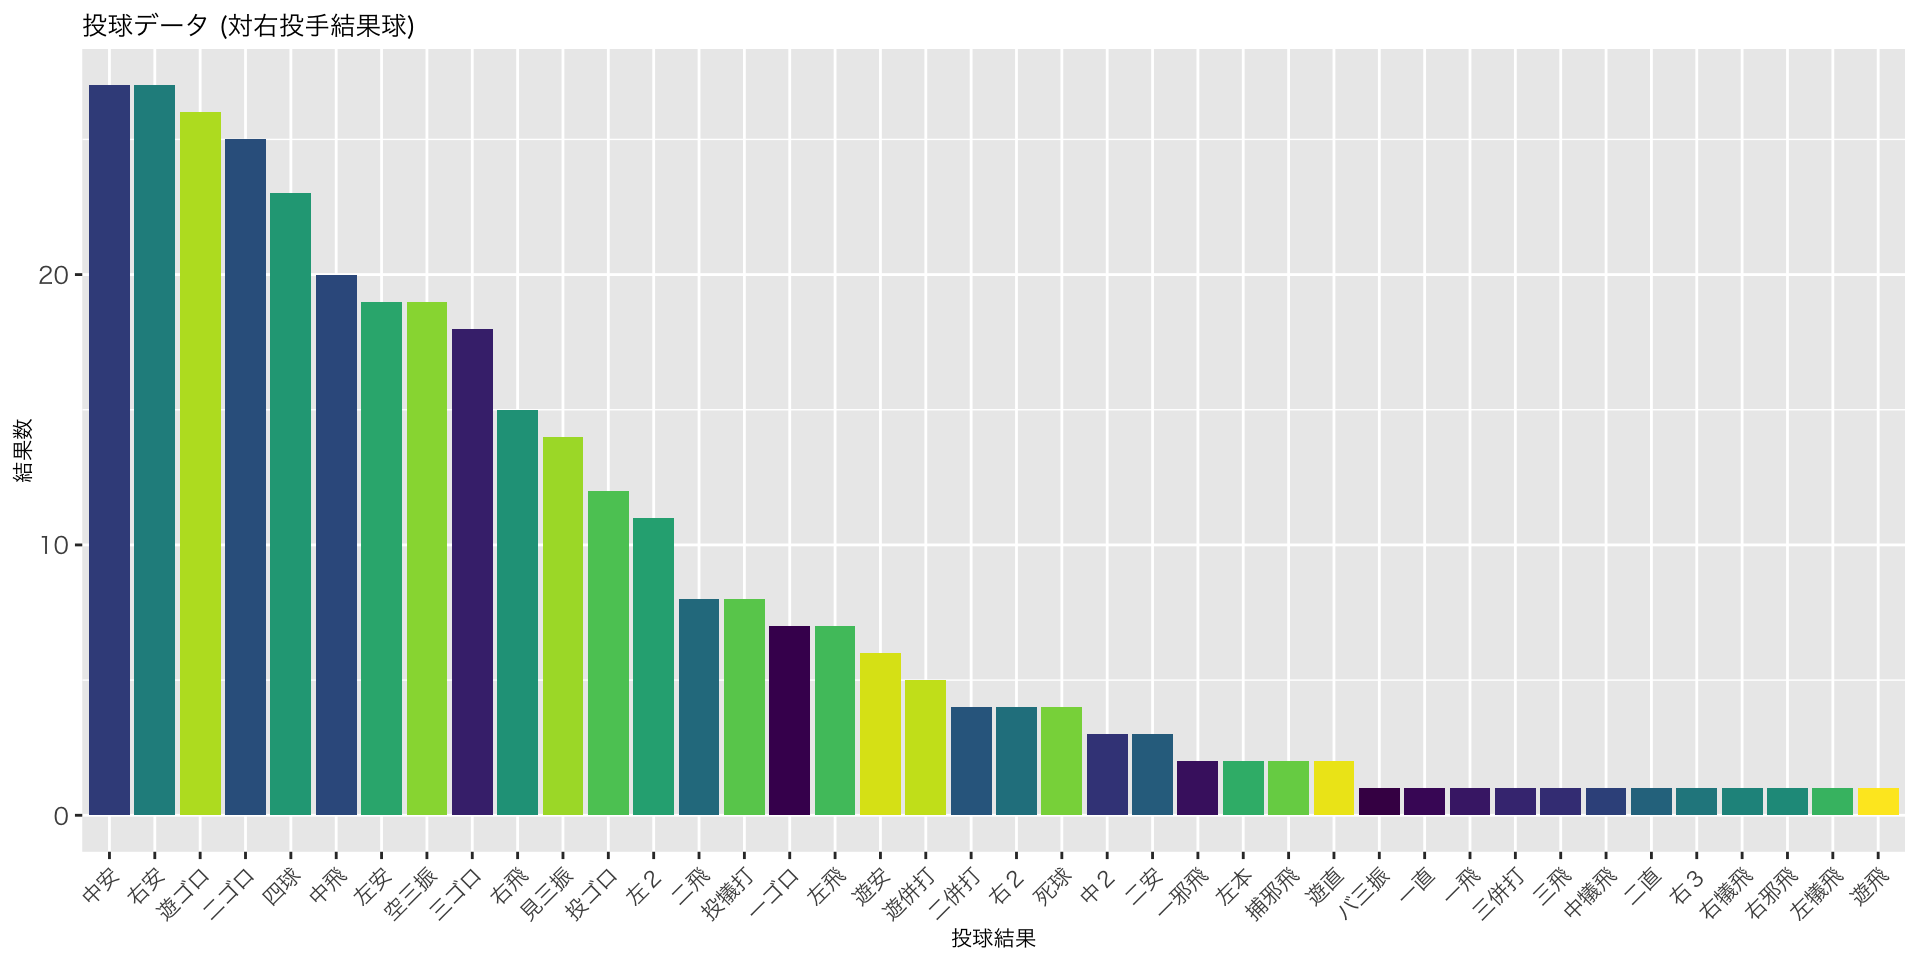 投球データ (対右投手結果球)
結果数
20
10
0
中安
右安
遊ゴロ
二ゴロ
四球
中飛
左安
空三振
三ゴロ
右飛
見三振
投ゴロ
左２
二飛
投犠打
一ゴロ
左飛
遊安
遊併打
二併打
右２
死球
中２
二安
一邪飛
左本
捕邪飛
遊直
バ三振
一直
一飛
三併打
三飛
中犠飛
二直
右３
右犠飛
右邪飛
左犠飛
遊飛
投球結果